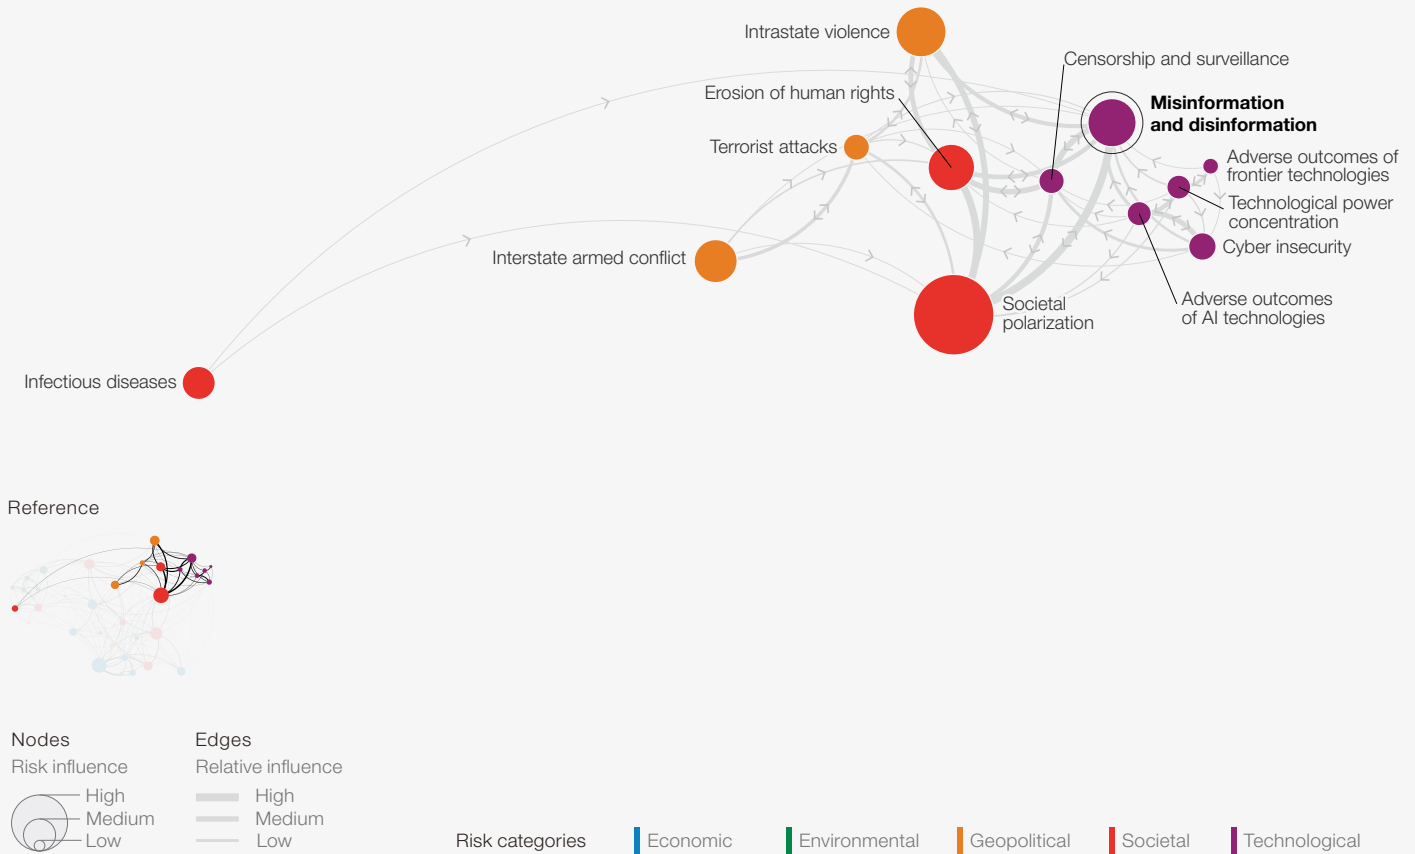 Intrastate violence
Censorship and surveillance
Erosion of human rights
Misinformation
and disinformation
Terrorist attacks
Adverse outcomes of
frontier technologies
Technological power
concentration
Interstate armed conflict
Cyber insecurity
Societal
polarization
Adverse outcomes
of AI technologies
Infectious diseases
Reference
Nodes
Risk influence
High
Medium
Low
Edges
Relative influence
High
Medium
Low
Risk categories
Economic
Environmental
Geopolitical
Societal
Technological